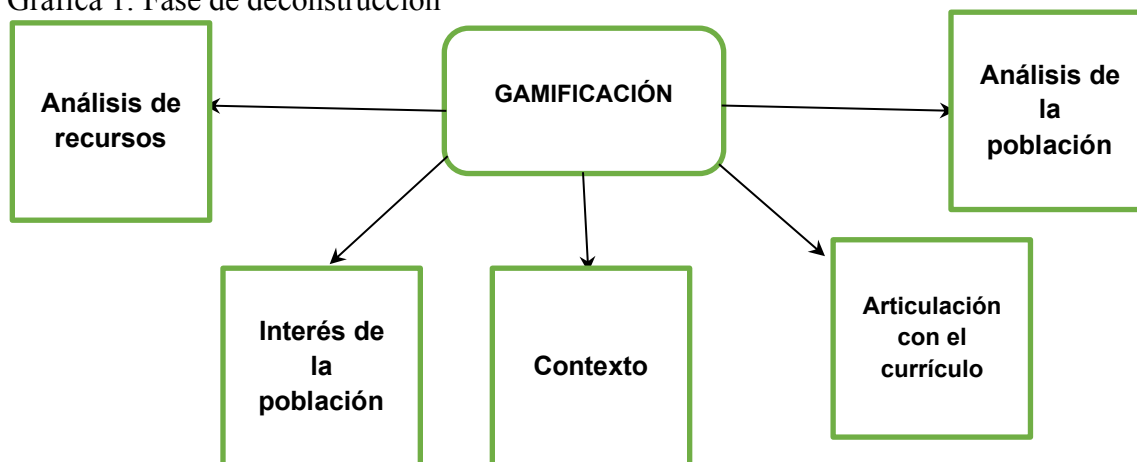 Gráfica 1. Fase de deconstrucción
GAMIFICACIÓN
Análisis de
recursos
Análisis de
la
población
Interés de
la
población
Contexto
Articulación
con el
currículo